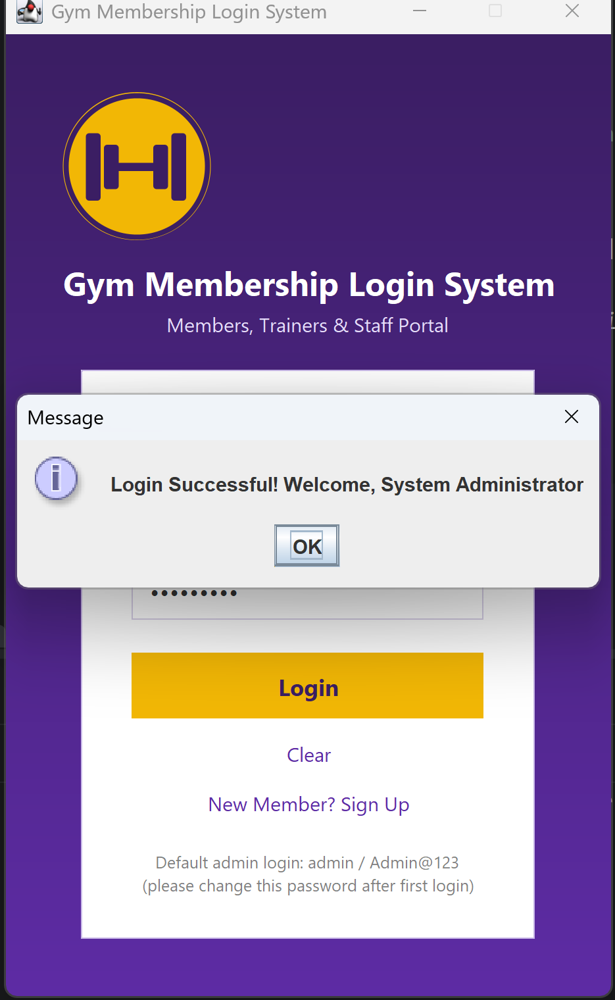 Gym Membership Login System
Gym Membership Login System
Members, Trainers & Staff Portal
Message
Login Successful! Welcome, System Administrator
OK
Login
Clear
New Member? Sign Up
Default admin login: admin / Admin@123
(please change this password after first login)